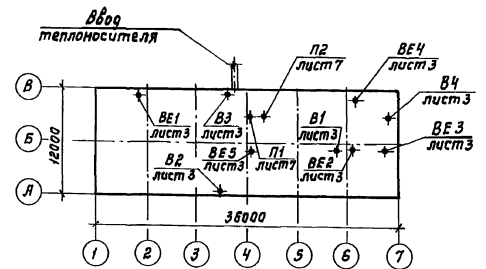 Ввод
теплоносителя
П2
лист 7
ВЕ4
лист 3
В
В4
лист 3
ВЕ1
лист 3
В3
лист 3
В1
лист 3
ВЕ3
лист 3
Б
12000
ВЕ5
лист 3
П1
лист 7
ВЕ2
лист 3
В2
лист 3
А
36000
1
2
3
4
5
6
7